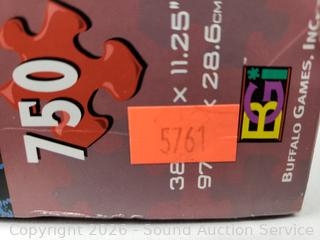 750
38 x 11.25"
97 x 28.6cm
5761
BGI
BUFFALO GAMES, INC.
Copyright 2026 - Sound Auction Service